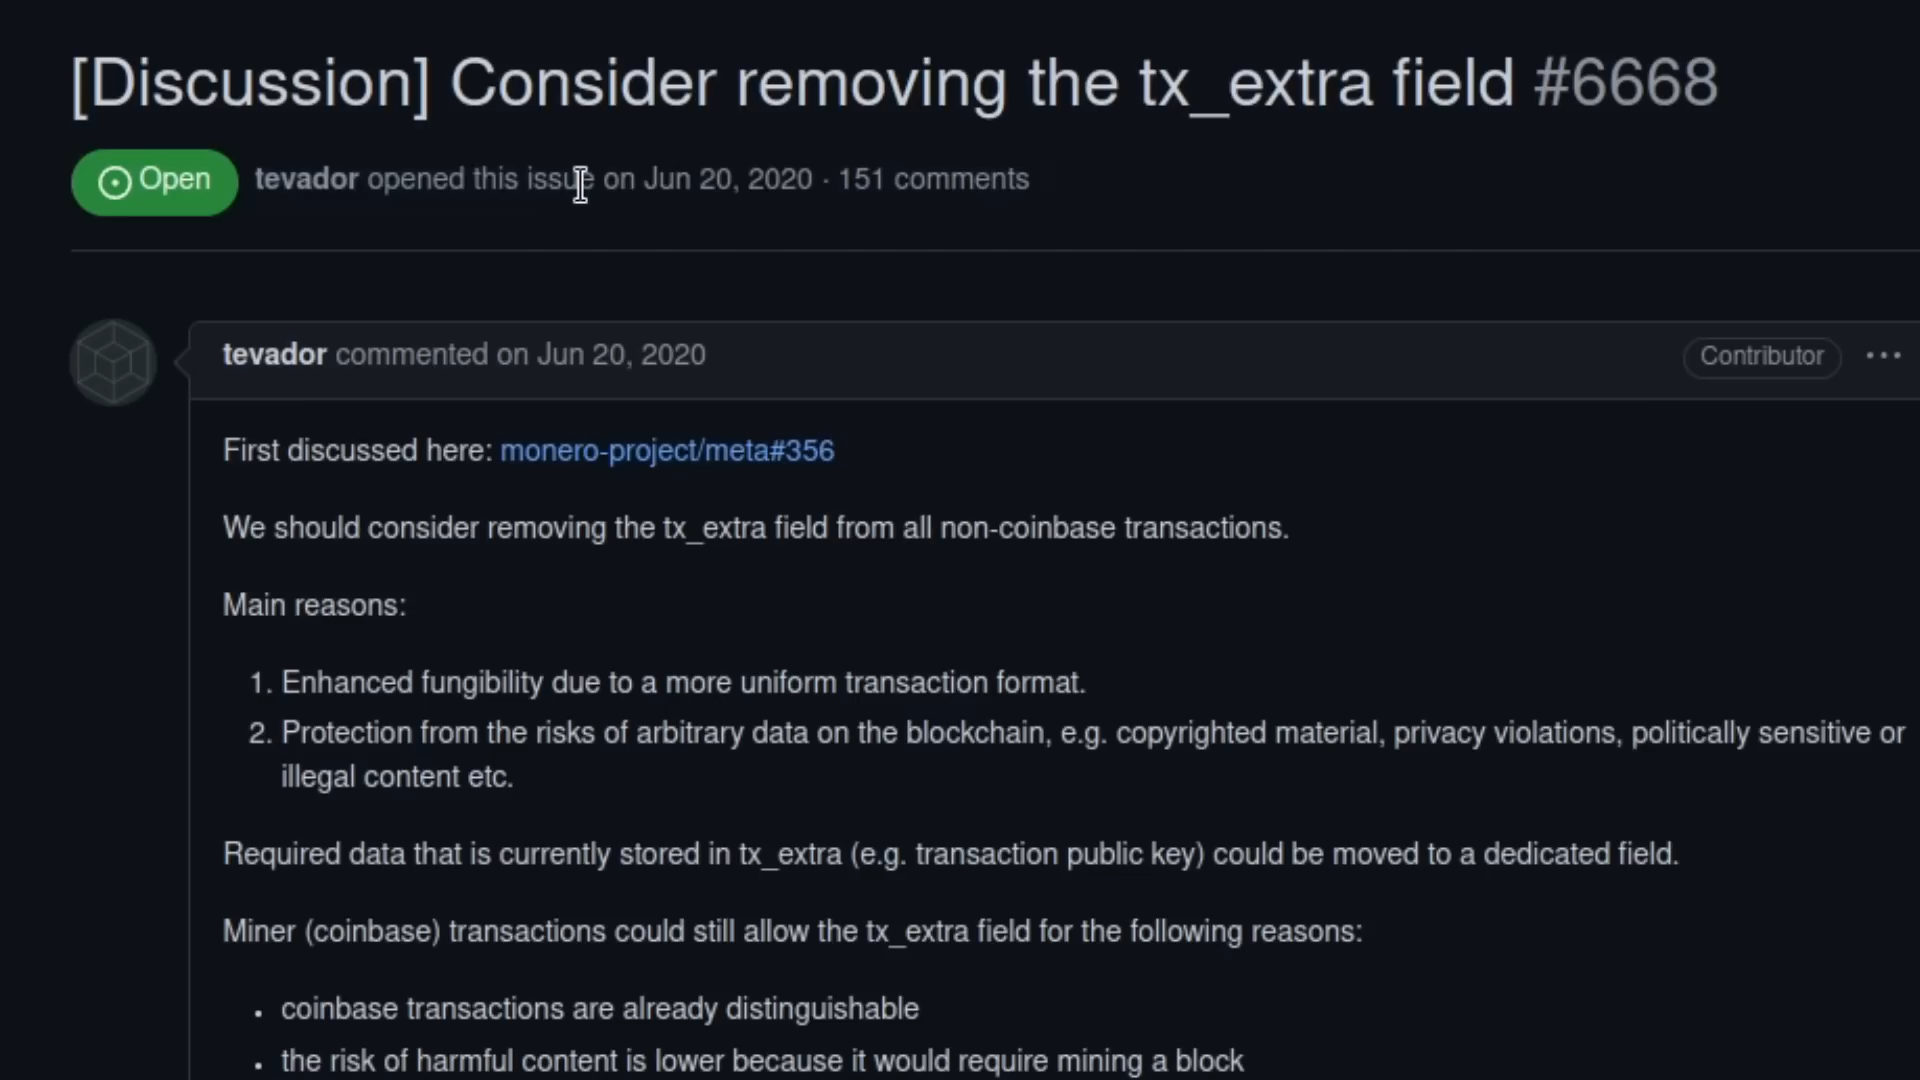 [Discussion] Consider removing the tx_extra field #6668
Open tevador opened this issue on Jun 20, 2020 · 151 comments
tevador commented on Jun 20, 2020 Contributor ···
First discussed here: monero-project/meta#356
We should consider removing the tx_extra field from all non-coinbase transactions.
Main reasons:
1. Enhanced fungibility due to a more uniform transaction format.
2. Protection from the risks of arbitrary data on the blockchain, e.g. copyrighted material, privacy violations, politically sensitive or
illegal content etc.
Required data that is currently stored in tx_extra (e.g. transaction public key) could be moved to a dedicated field.
Miner (coinbase) transactions could still allow the tx_extra field for the following reasons:
• coinbase transactions are already distinguishable
• the risk of harmful content is lower because it would require mining a block